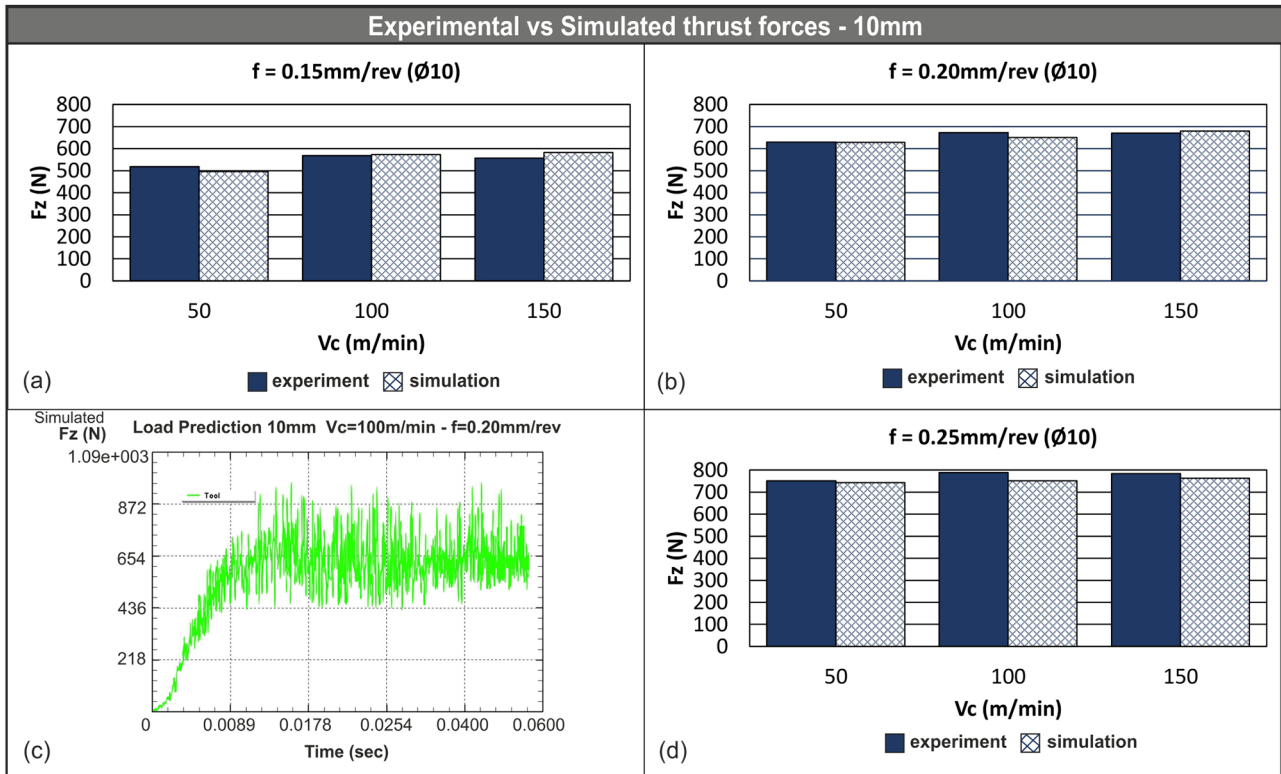 Experimental vs Simulated thrust forces - 10mm
f = 0.15mm/rev (Ø10)
800
700
600
500
400
300
200
100
0
Fz (N)
50 100 150
Vc (m/min)
(a)
experiment simulation
f = 0.20mm/rev (Ø10)
800
700
600
500
400
300
200
100
0
Fz (N)
50 100 150
Vc (m/min)
(b)
experiment simulation
Simulated
Fz (N)
Load Prediction 10mm Vc=100m/min - f=0.20mm/rev
1.09e+003
872
654
436
218
Tool
0 0.0089 0.0178 0.0254 0.0400 0.0600
Time (sec)
(c)
f = 0.25mm/rev (Ø10)
800
700
600
500
400
300
200
100
0
Fz (N)
50 100 150
Vc (m/min)
(d)
experiment simulation